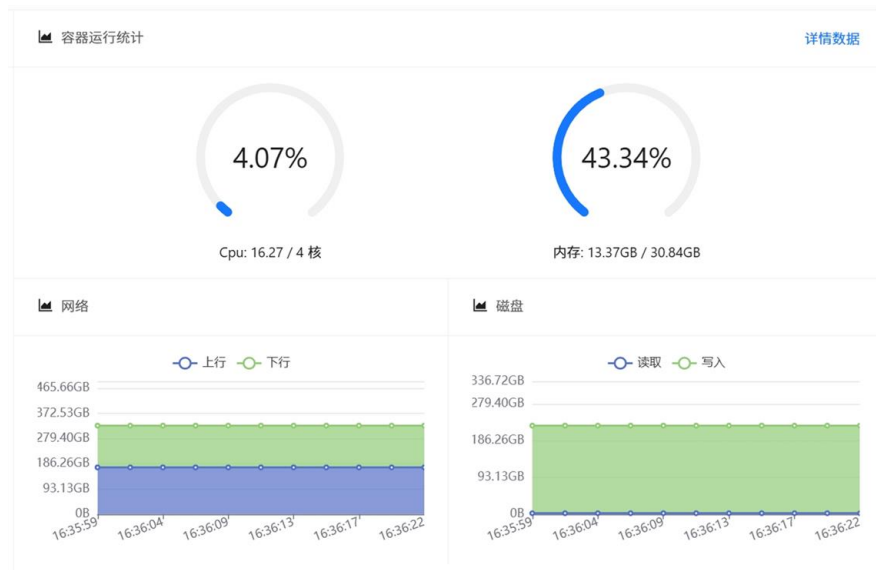 容器运行统计 详情数据
4.07% 43.34%
Cpu: 16.27 / 4 核 内存: 13.37GB / 30.84GB
网络
上行 下行
465.66GB
372.53GB
279.40GB
186.26GB
93.13GB
0B
16:35:59 16:36:04 16:36:09 16:36:13 16:36:17 16:36:22
磁盘
读取 写入
336.72GB
279.40GB
186.26GB
93.13GB
0B
16:35:59 16:36:04 16:36:09 16:36:13 16:36:17 16:36:22